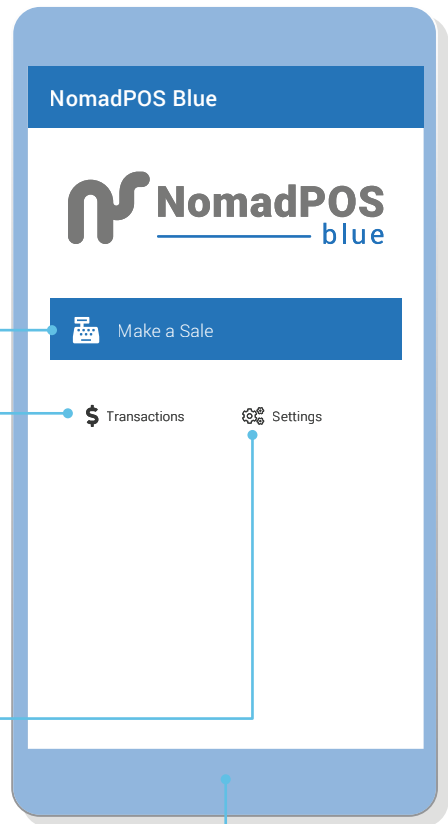 NomadPOS Blue
NomadPOS
blue
Make a Sale
Transactions Settings